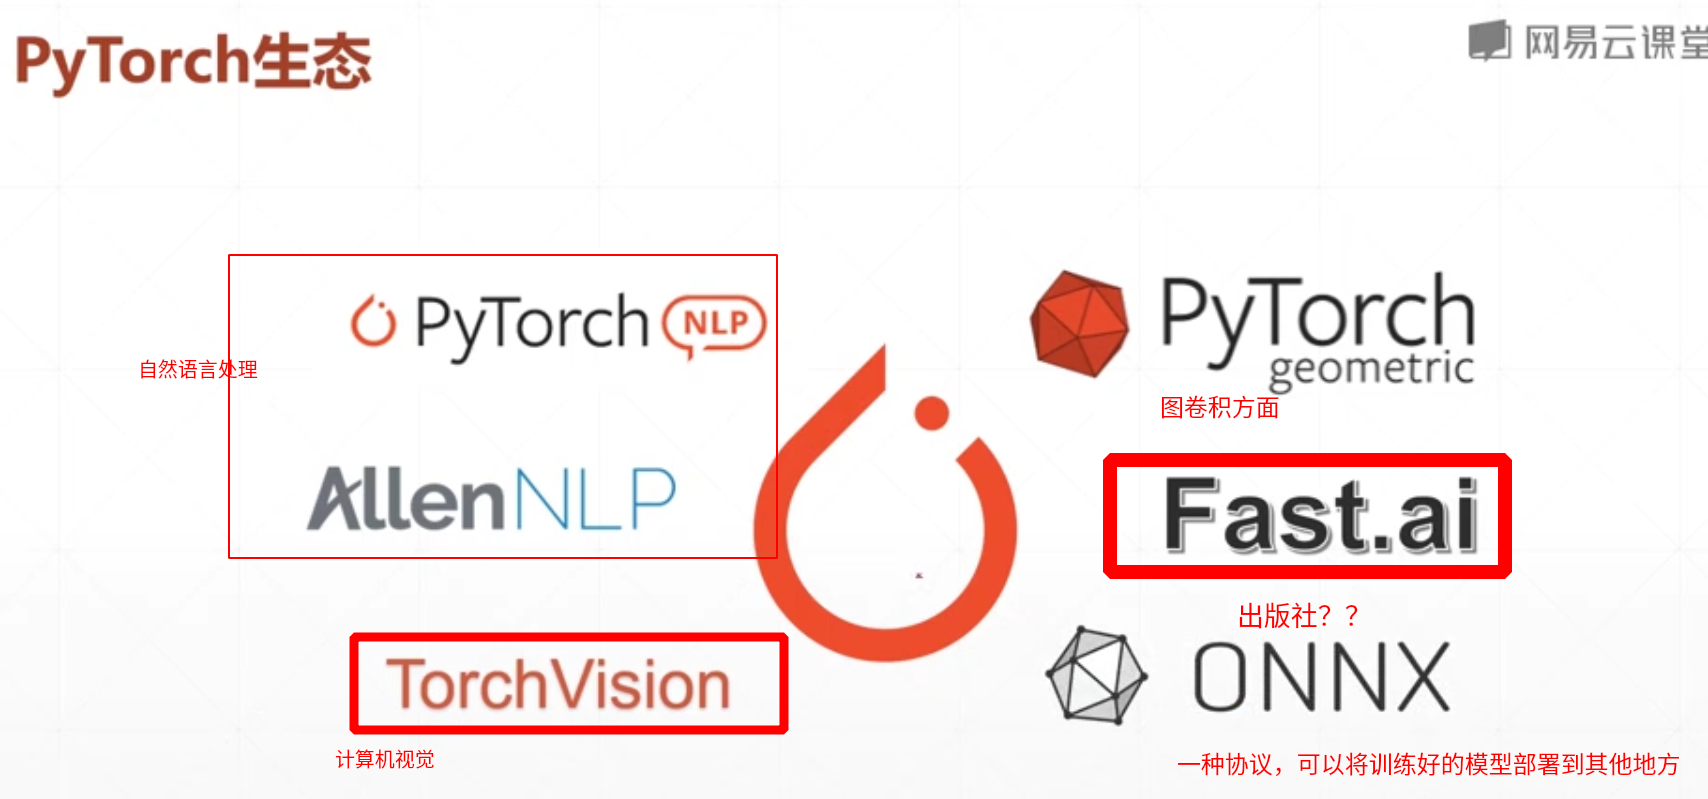 PyTorch生态
网易云课堂
PyTorch NLP
自然语言处理
AllenNLP
TorchVision
计算机视觉
PyTorch
geometric
图卷积方面
Fast.ai
出版社？？
ONNX
一种协议，可以将训练好的模型部署到其他地方